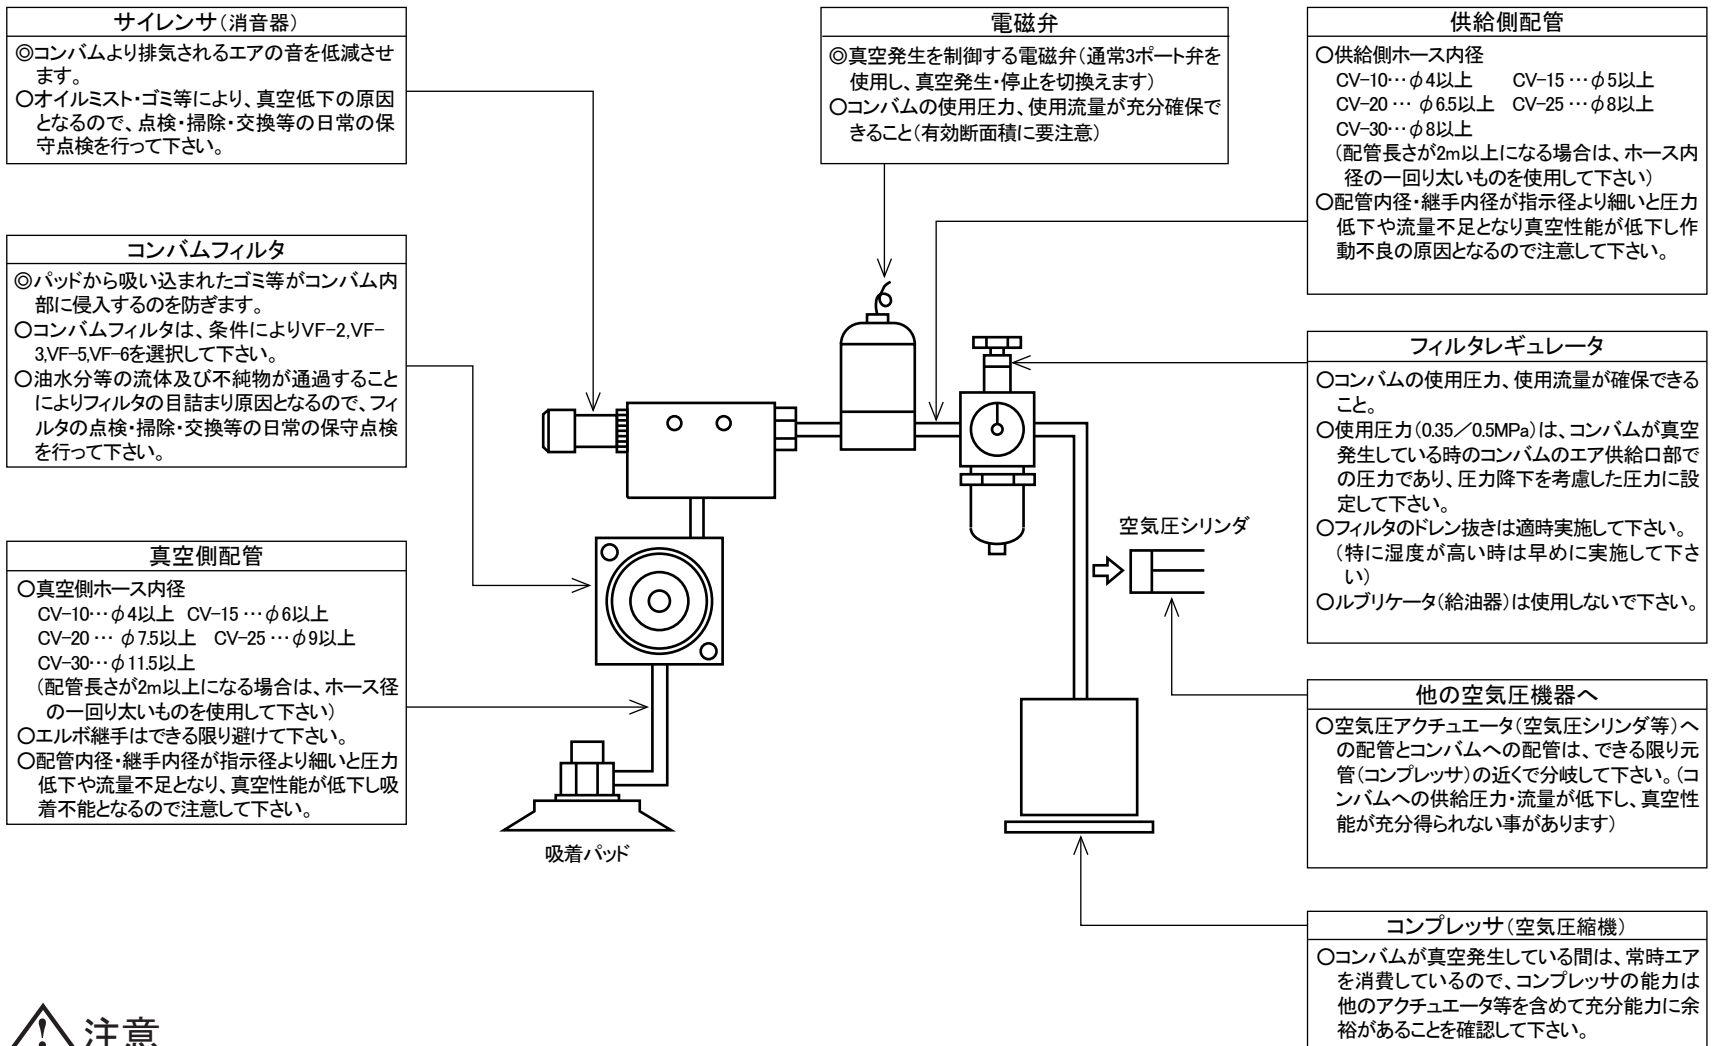 サイレンサ（消音器）
◎コンバムより排気されるエアの音を低減させ
ます。
○オイルミスト・ゴミ等により、真空低下の原因
となるので、点検・掃除・交換等の日常の保
守点検を行って下さい。
コンバムフィルタ
◎パッドから吸い込まれたゴミ等がコンバム内
部に侵入するのを防ぎます。
○コンバムフィルタは、条件によりVF-2,VF-
3,VF-5,VF-6を選択して下さい。
○油水分等の流体及び不純物が通過すること
によりフィルタの目詰まり原因となるので、フィ
ルタの点検・掃除・交換等の日常の保守点検
を行って下さい。
真空側配管
○真空側ホース内径
CV-10…φ4以上 CV-15…φ6以上
CV-20…φ7.5以上 CV-25…φ9以上
CV-30…φ11.5以上
（配管長さが2m以上になる場合は、ホース径
の一回り太いものを使用して下さい）
○エルボ継手はできる限り避けて下さい。
○配管内径・継手内径が指示径より細いと圧力
低下や流量不足となり、真空性能が低下し吸
着不能となるので注意して下さい。
電磁弁
◎真空発生を制御する電磁弁（通常3ポート弁を
使用し、真空発生・停止を切換えます）
○コンバムの使用圧力、使用流量が充分確保で
きること（有効断面積に要注意）
吸着パッド
空気圧シリンダ
供給側配管
○供給側ホース内径
CV-10…φ4以上 CV-15…φ5以上
CV-20…φ6.5以上 CV-25…φ8以上
CV-30…φ8以上
（配管長さが2m以上になる場合は、ホース内
径の一回り太いものを使用して下さい）
○配管内径・継手内径が指示径より細いと圧力
低下や流量不足となり真空性能が低下し作
動不良の原因となるので注意して下さい。
フィルタレギュレータ
○コンバムの使用圧力、使用流量が確保できる
こと。
○使用圧力（0.35／0.5MPa）は、コンバムが真空
発生している時のコンバムのエア供給口部で
の圧力であり、圧力降下を考慮した圧力に設
定して下さい。
○フィルタのドレン抜きは適時実施して下さい。
（特に湿度が高い時は早めに実施して下さ
い）
○ルブリケータ（給油器）は使用しないで下さい。
他の空気圧機器へ
○空気圧アクチュエータ（空気圧シリンダ等）へ
の配管とコンバムへの配管は、できる限り元
管（コンプレッサ）の近くで分岐して下さい。（コ
ンバムへの供給圧力・流量が低下し、真空性
能が充分得られない事があります）
コンプレッサ（空気圧縮機）
○コンバムが真空発生している間は、常時エア
を消費しているので、コンプレッサの能力は
他のアクチュエータ等を含めて充分能力に余
裕があることを確認して下さい。
注意